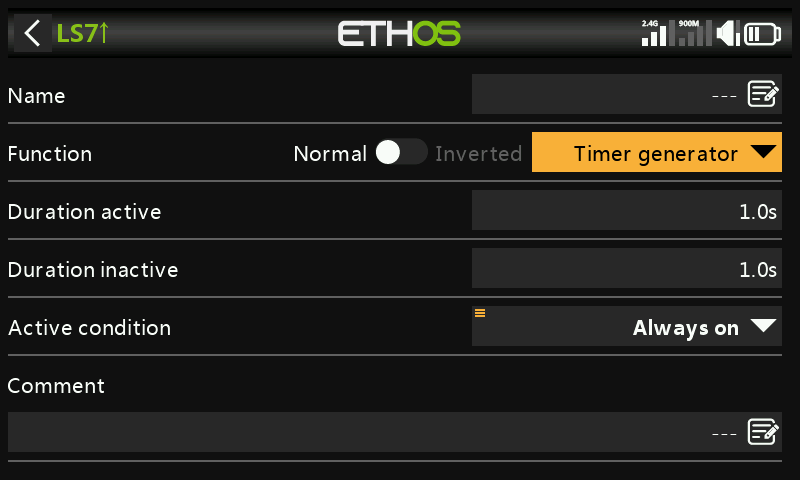 LS7↑ ETHOS 2.4G 900M
Name ---
Function Normal Inverted Timer generator
Duration active 1.0s
Duration inactive 1.0s
Active condition Always on
Comment
---